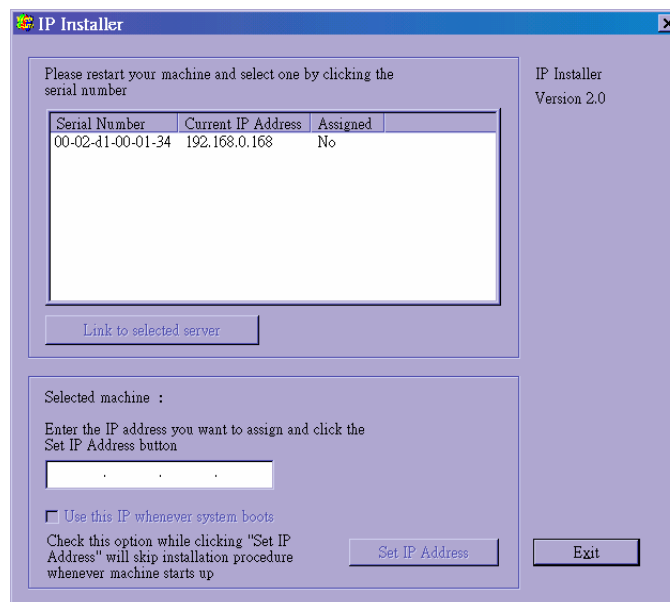 IP Installer
Please restart your machine and select one by clicking the
serial number
IP Installer
Version 2.0
Serial Number Current IP Address Assigned
00-02-d1-00-01-34 192.168.0.168 No
Link to selected server
Selected machine :
Enter the IP address you want to assign and click the
Set IP Address button
. . .
Use this IP whenever system boots
Check this option while clicking "Set IP
Address" will skip installation procedure
whenever machine starts up
Set IP Address
Exit